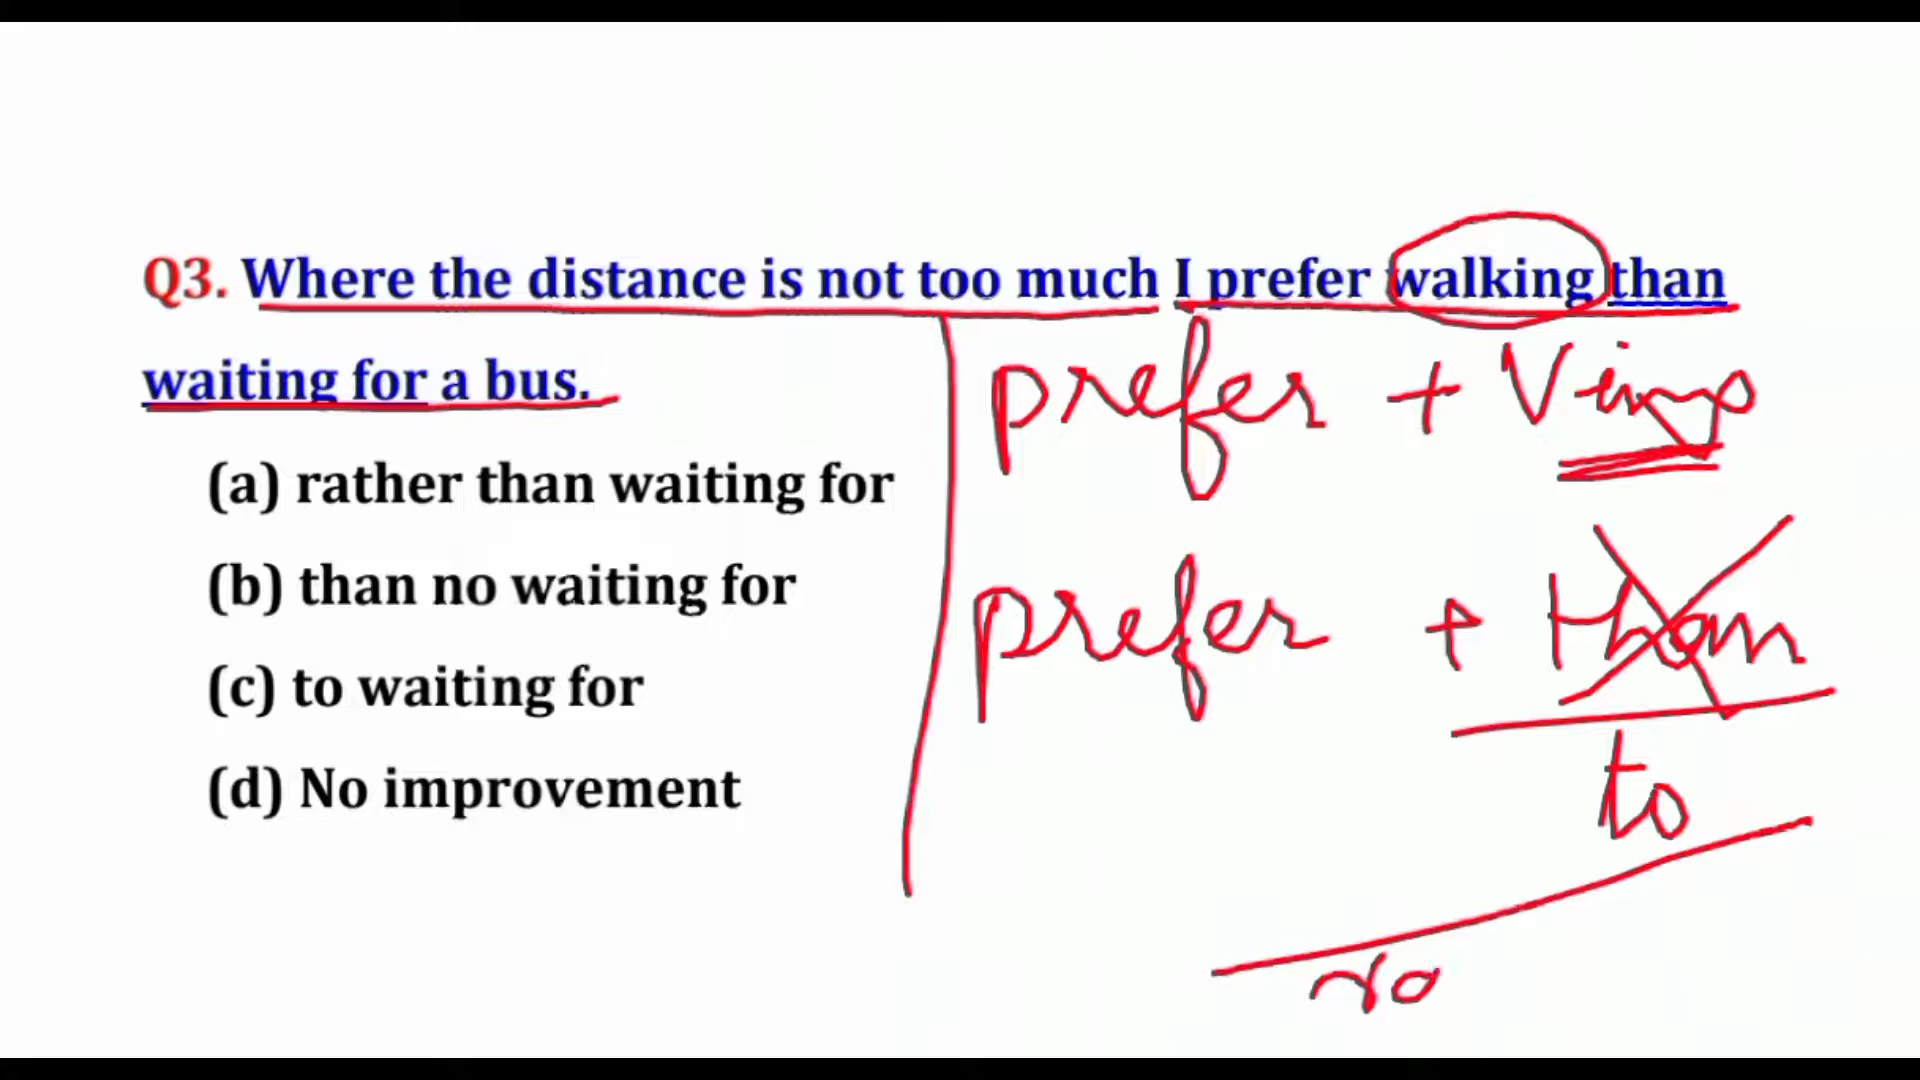 Q3. Where the distance is not too much I prefer walking than
waiting for a bus.
(a) rather than waiting for
(b) than no waiting for
(c) to waiting for
(d) No improvement
prefer + Ving
prefer + than
to